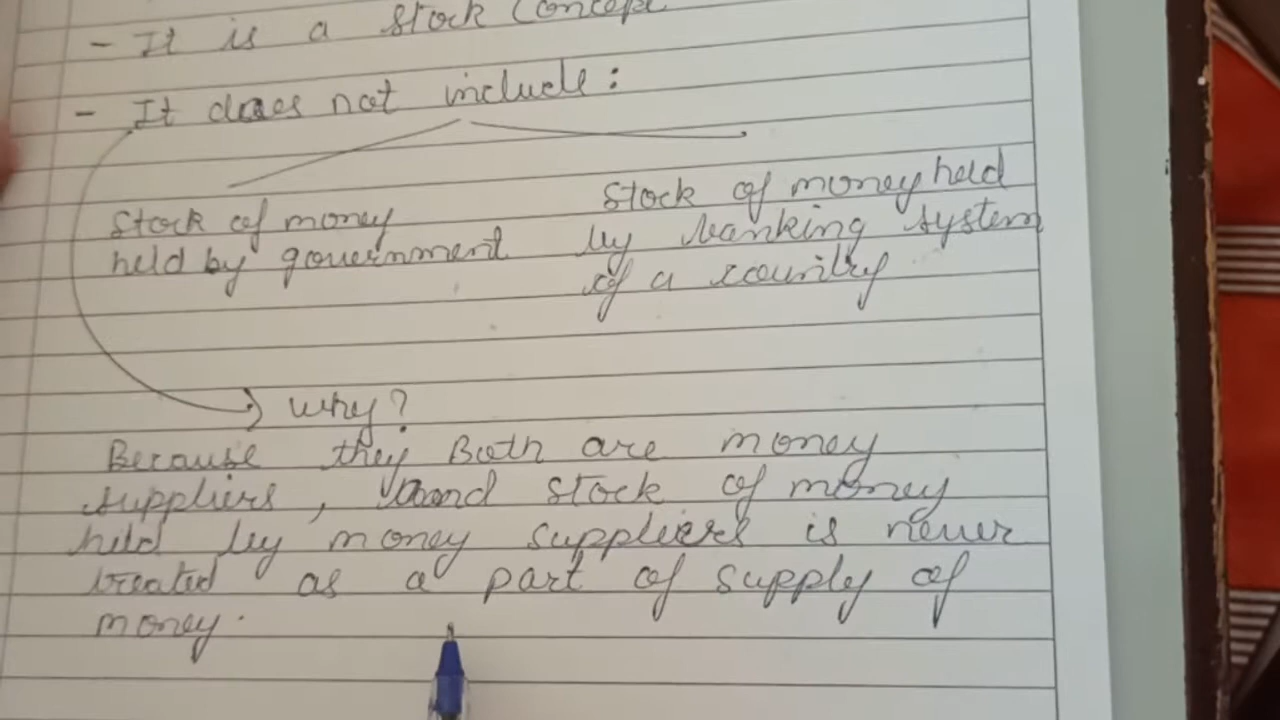 - It is a stock concept
- It does not include:
Stock of money
held by government
Stock of money held
by banking system
of a country
Why?
Because they Both are money
suppliers, and stock of money
held by money suppliers is never
treated as a part of supply of
money.